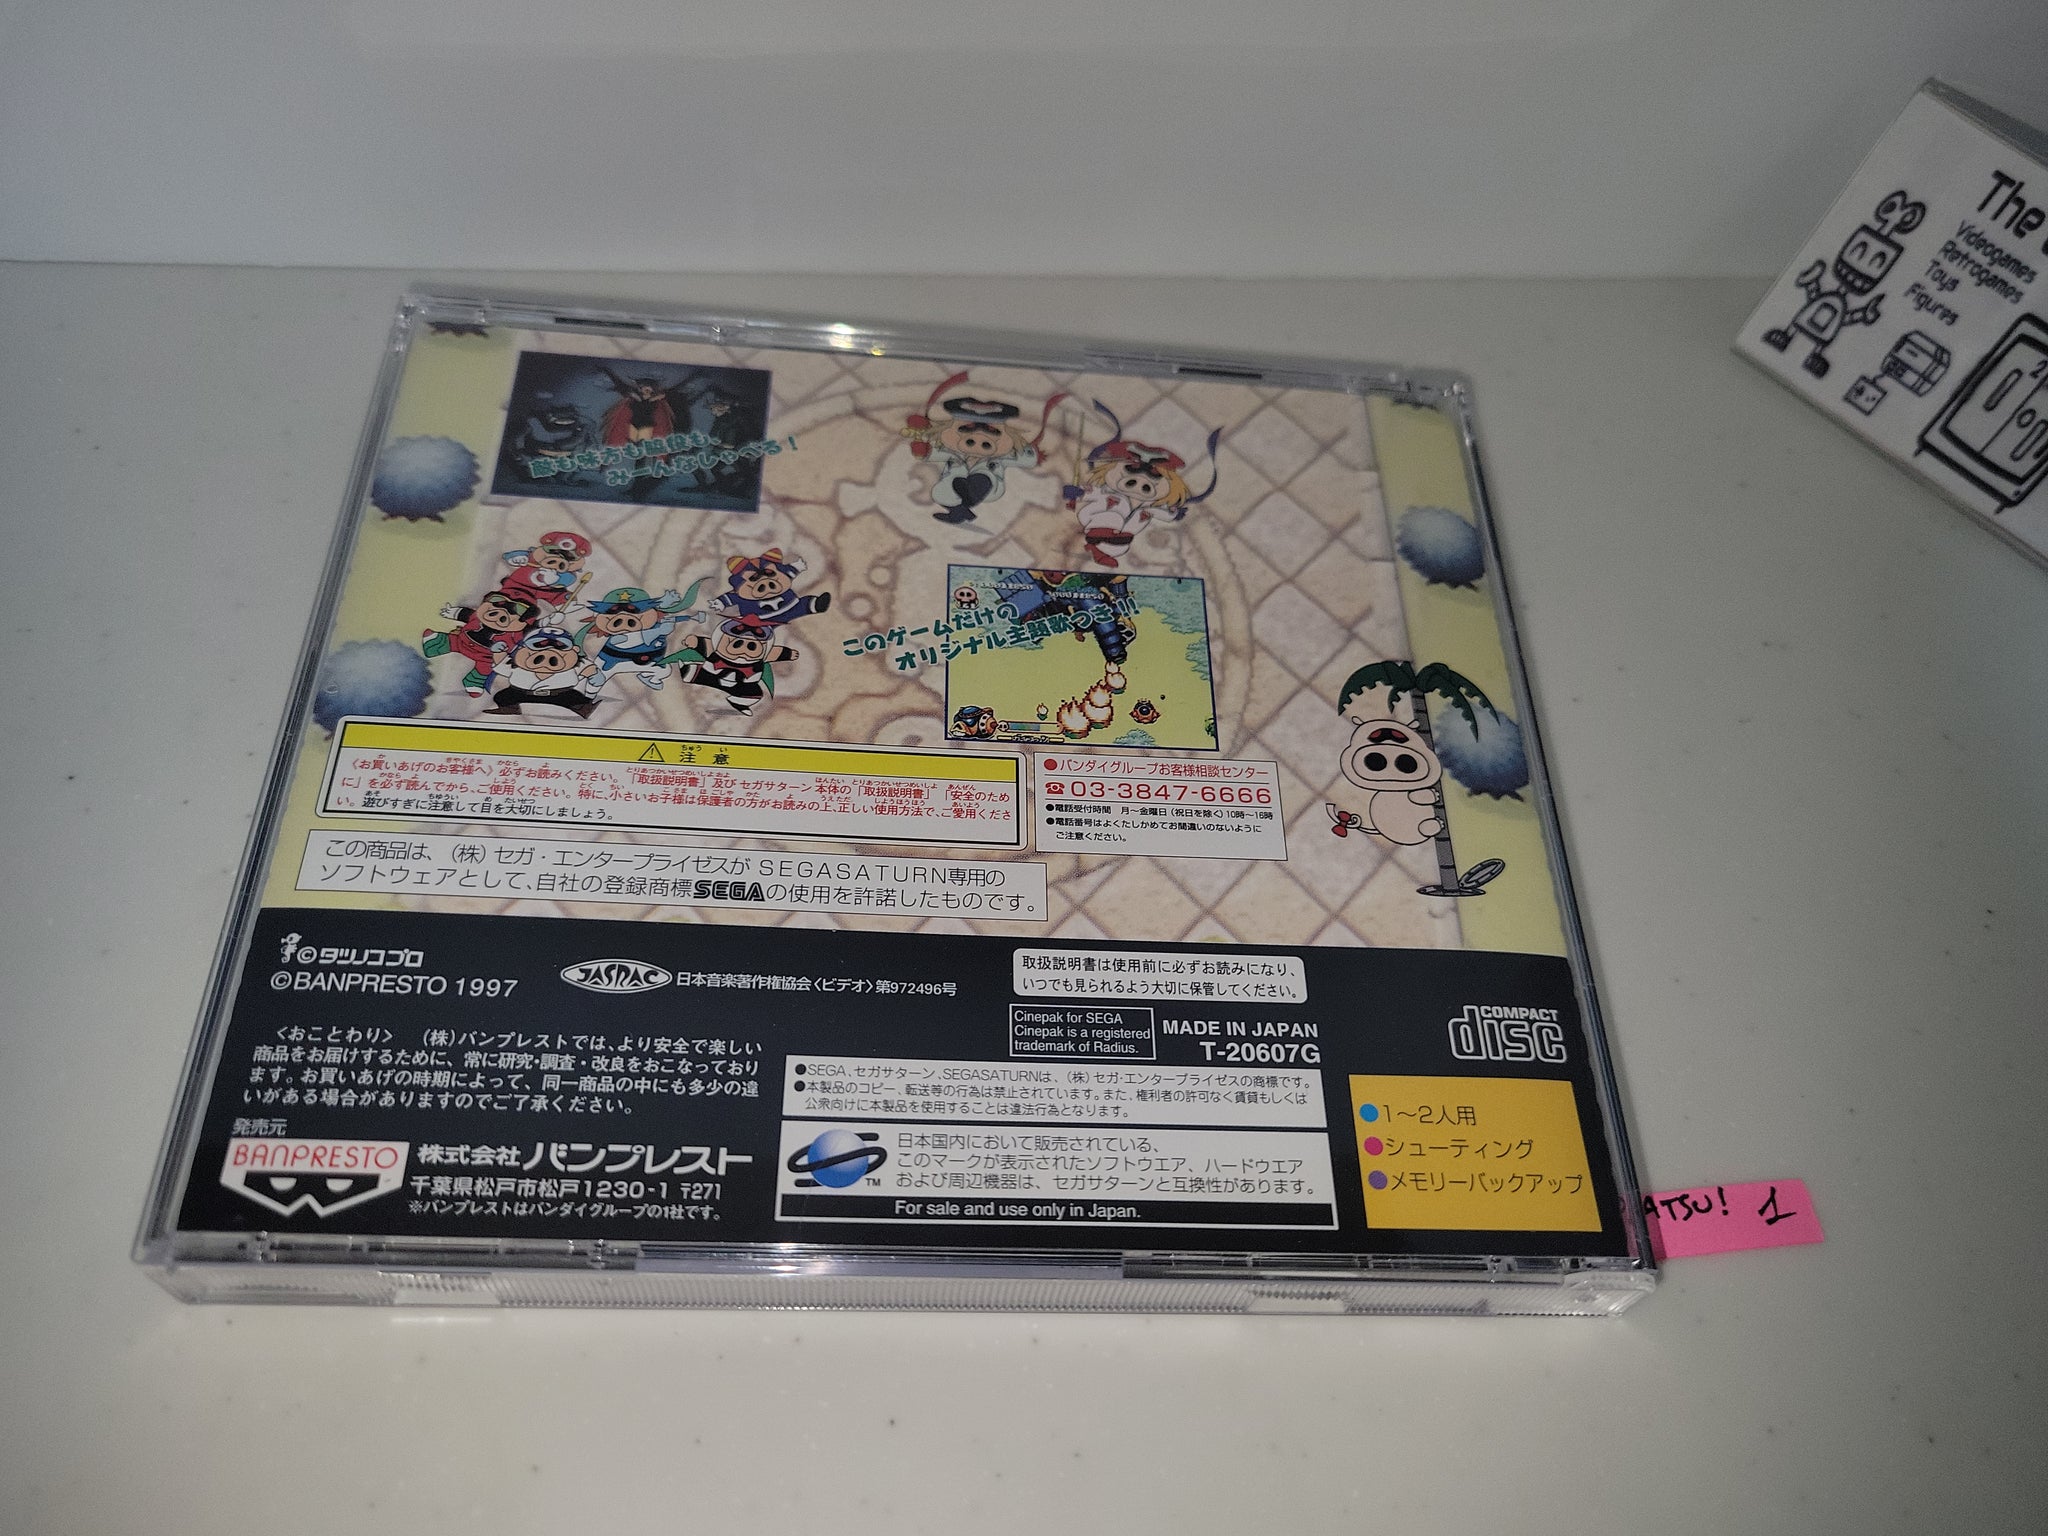 敵も味方も脇役も、
みーんなしゃべる！
このゲームだけの
オリジナル主題歌つき!!
The
Videogames
Retrogames
Toys
Figures
注意
《お買いあげのお客様へ》必ずお読みください。「取扱説明書」及びセガサターン本体の「取扱説明書」「安全のため
に」を必ず読んでから、ご使用ください。特に、小さいお子様は保護者の方がお読みの上、正しい使用方法で、ご愛用くださ
い。遊びすぎに注意して目を大切にしましょう。
●バンダイグループお客様相談センター
☎03-3847-6666
●電話受付時間 月〜金曜日(祝日を除く)10時〜16時
●電話番号はよくたしかめてお間違いのないように
ご注意ください。
この商品は、(株)セガ・エンタープライゼスがSEGASATURN専用の
ソフトウェアとして、自社の登録商標SEGAの使用を許諾したものです。
©タツノコプロ
©BANPRESTO 1997
JASRAC 日本音楽著作権協会〈ビデオ〉第972496号
取扱説明書は使用前に必ずお読みになり、
いつでも見られるよう大切に保管してください。
Cinepak for SEGA
Cinepak is a registered
trademark of Radius.
MADE IN JAPAN
T-20607G
COMPACT
disc
〈おことわり〉 (株)バンプレストでは、より安全で楽しい
商品をお届けするために、常に研究・調査・改良をおこなっており
ます。お買いあげの時期によって、同一商品の中にも多少の違
いがある場合がありますのでご了承ください。
●SEGA、セガサターン、SEGASATURNは、(株)セガ・エンタープライゼスの商標です。
●本製品のコピー、転送等の行為は禁止されています。また、権利者の許可なく賃貸もしくは
公衆向けに本製品を使用することは違法行為となります。
発売元
BANPRESTO
株式会社バンプレスト
千葉県松戸市松戸1230-1 〒271
※バンプレストはバンダイグループの1社です。
TM
日本国内において販売されている、
このマークが表示されたソフトウエア、ハードウエア
および周辺機器は、セガサターンと互換性があります。
For sale and use only in Japan.
●1〜2人用
●シューティング
●メモリーバックアップ
ATSU! 1